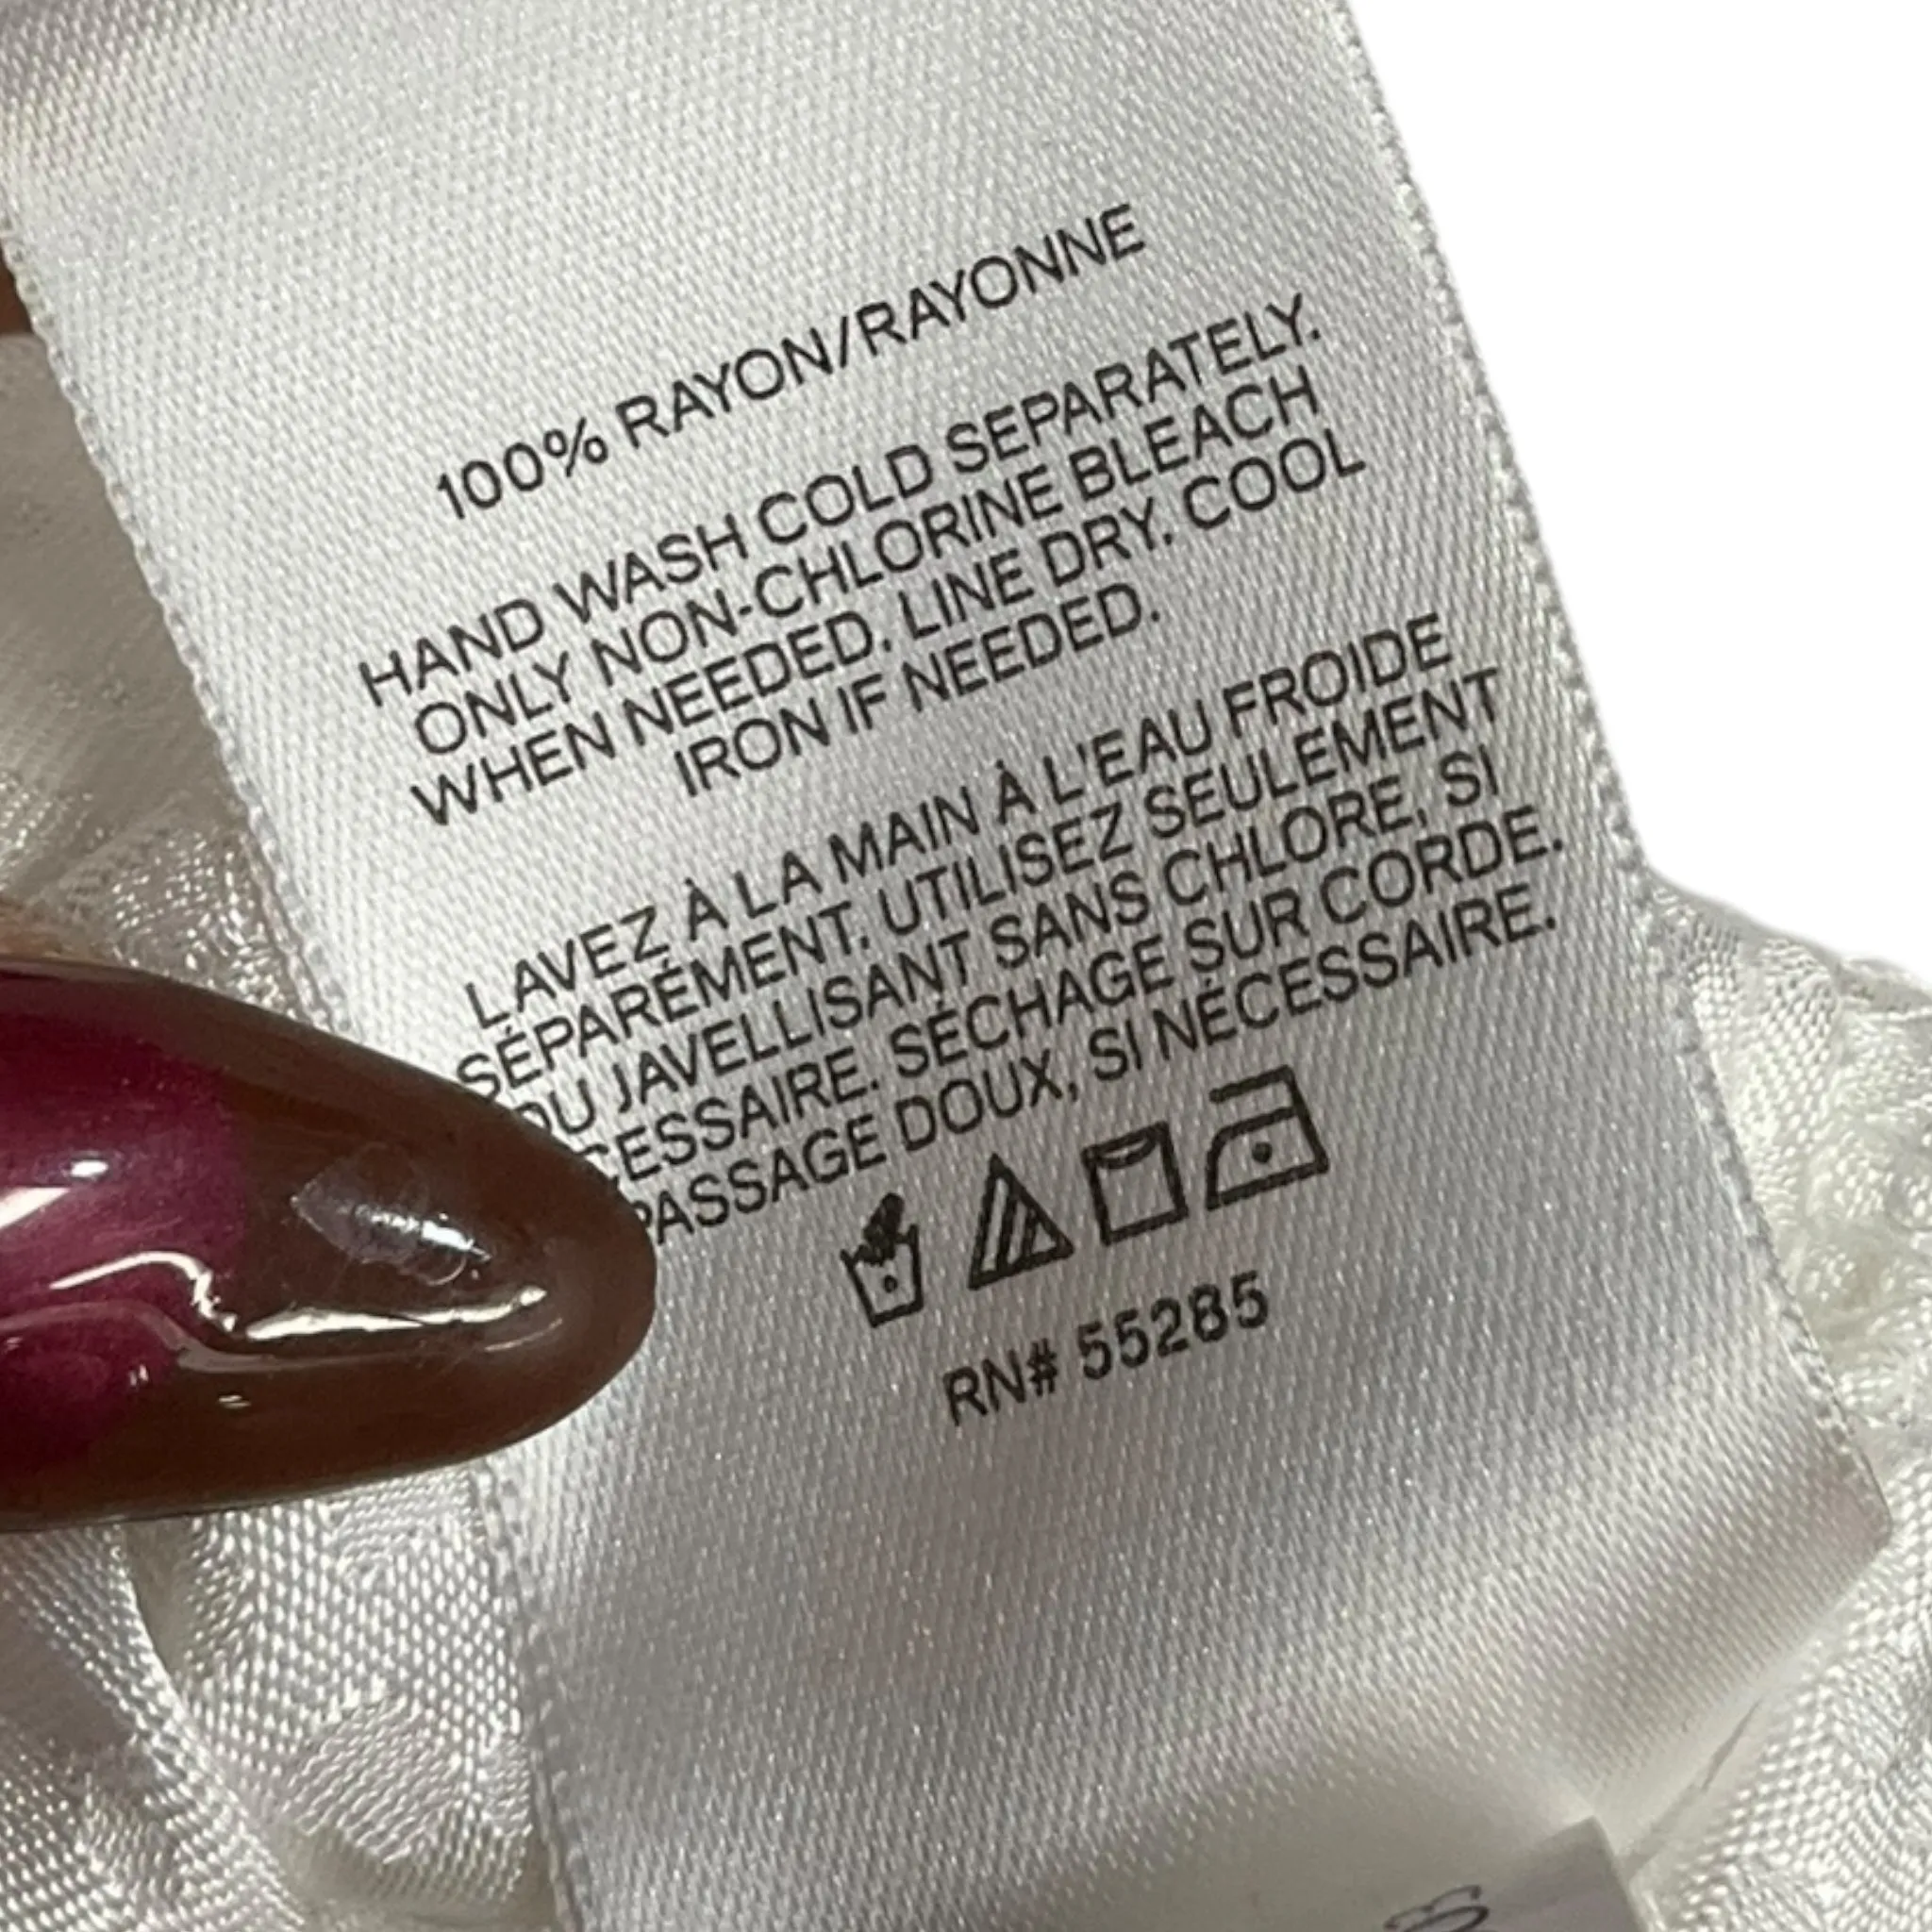 100% RAYON/RAYONNE
HAND WASH COLD SEPARATELY.
ONLY NON-CHLORINE BLEACH
WHEN NEEDED. LINE DRY. COOL
IRON IF NEEDED.
LAVEZ À LA MAIN À L'EAU FROIDE
SÉPARÉMENT. UTILISEZ SEULEMENT
DU JAVELLISANT SANS CHLORE, SI
CESSAIRE. SÉCHAGE SUR CORDE.
PASSAGE DOUX, SI NÉCESSAIRE.
RN# 55285